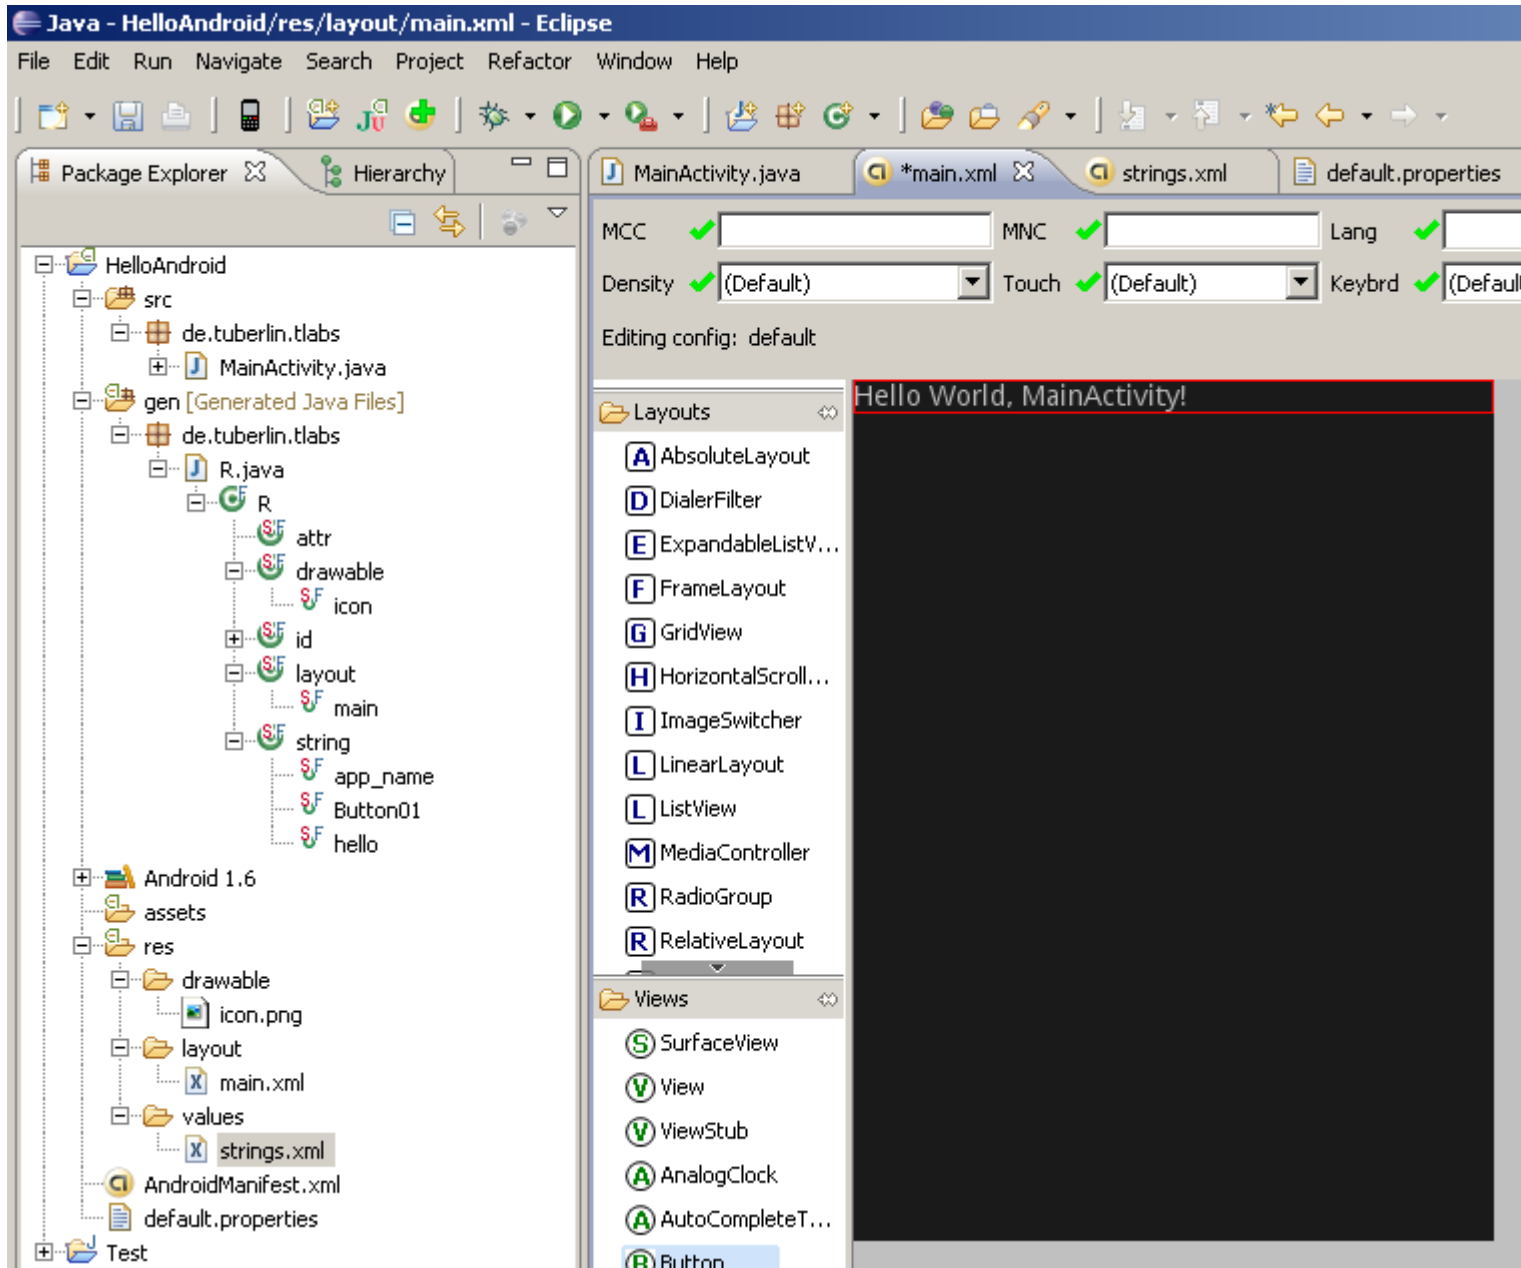 Java - HelloAndroid/res/layout/main.xml - Eclipse
File Edit Run Navigate Search Project Refactor Window Help
Package Explorer Hierarchy
MainActivity.java *main.xml strings.xml default.properties
MCC MNC Lang
Density (Default) Touch (Default) Keybrd (Defaul
Editing config: default
HelloAndroid
src
de.tuberlin.tlabs
MainActivity.java
gen [Generated Java Files]
de.tuberlin.tlabs
R.java
R
attr
drawable
icon
id
layout
main
string
app_name
Button01
hello
Android 1.6
assets
res
drawable
icon.png
layout
main.xml
values
strings.xml
AndroidManifest.xml
default.properties
Test
Layouts
AbsoluteLayout
DialerFilter
ExpandableListV...
FrameLayout
GridView
HorizontalScroll...
ImageSwitcher
LinearLayout
ListView
MediaController
RadioGroup
RelativeLayout
Views
SurfaceView
View
ViewStub
AnalogClock
AutoCompleteT...
Button
Hello World, MainActivity!